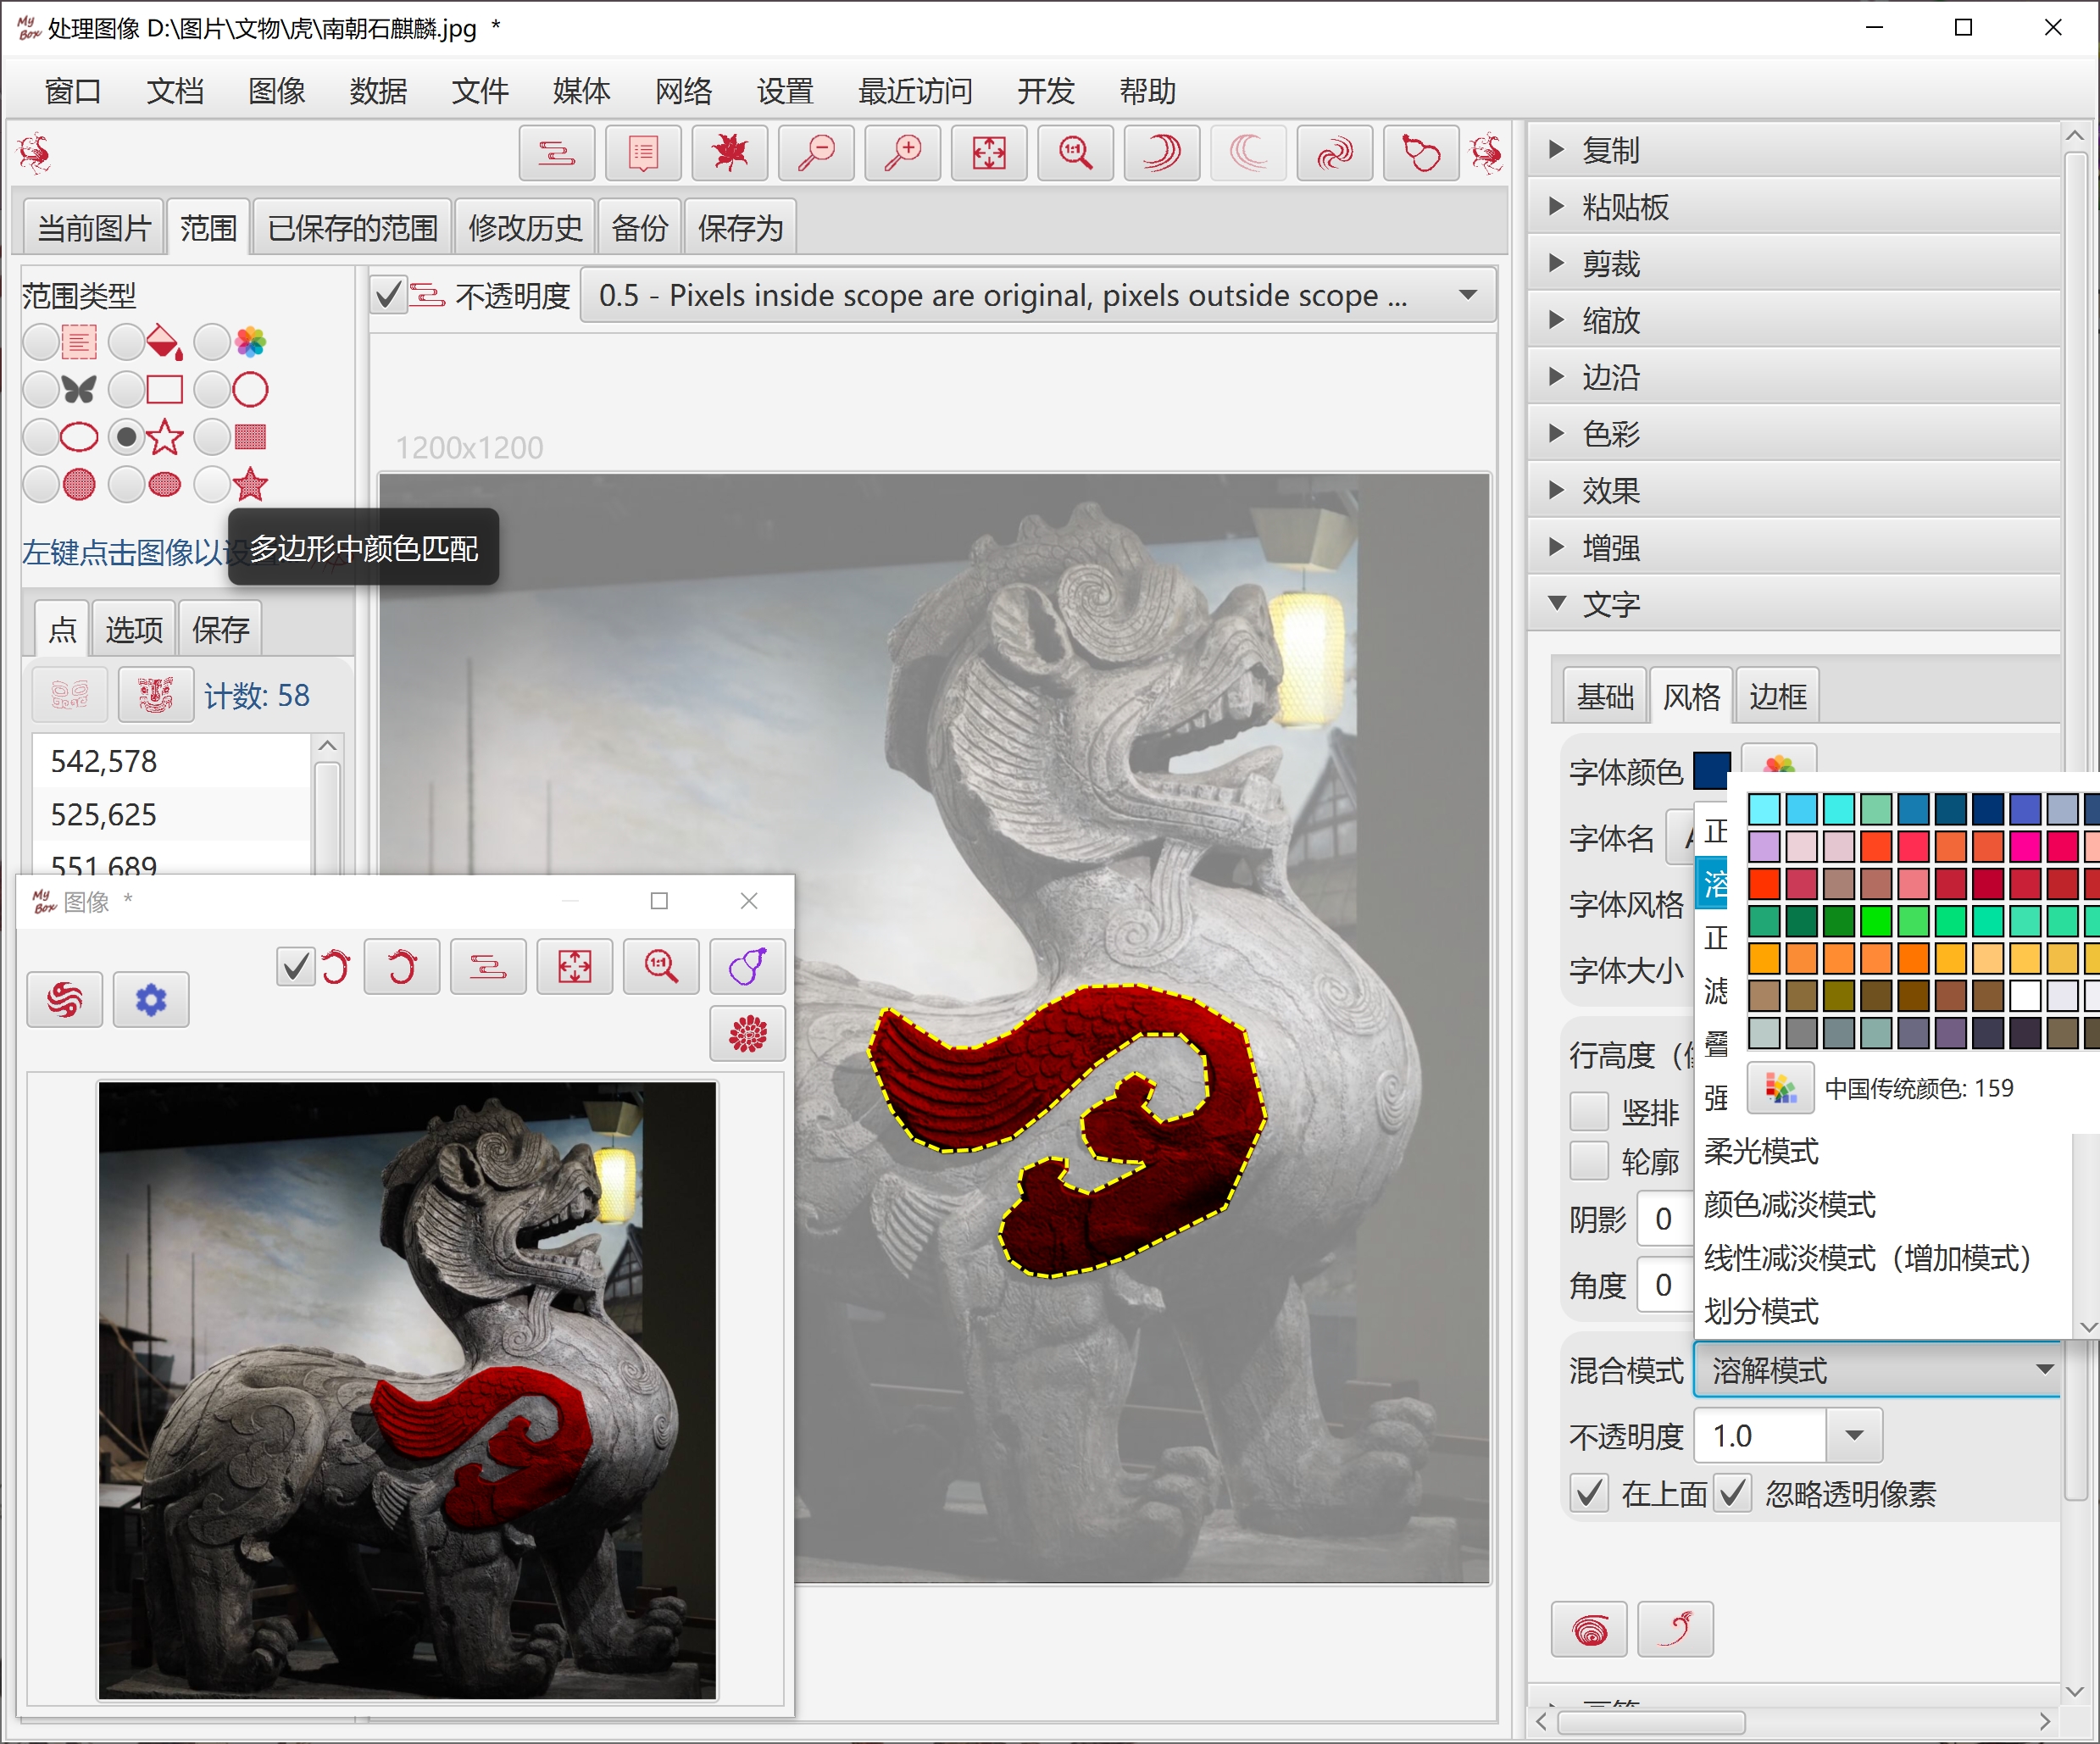 My Box 处理图像 D:\图片\文物\虎\南朝石麒麟.jpg *
窗口 文档 图像 数据 文件 媒体 网络 设置 最近访问 开发 帮助
当前图片 范围 已保存的范围 修改历史 备份 保存为
范围类型
不透明度 0.5 - Pixels inside scope are original, pixels outside scope ...
1200x1200
左键点击图像以设
多边形中颜色匹配
点 选项 保存
计数: 58
542,578
525,625
551,689
My Box 图像 *
1:1
1:1
复制
粘贴板
剪裁
缩放
边沿
色彩
效果
增强
文字
基础 风格 边框
字体颜色
字体名
字体风格
字体大小
行高度
竖排
轮廓
阴影 0
角度 0
正
溶
正
滤
叠
强
中国传统颜色: 159
柔光模式
颜色减淡模式
线性减淡模式（增加模式）
划分模式
混合模式 溶解模式
不透明度 1.0
在上面 忽略透明像素